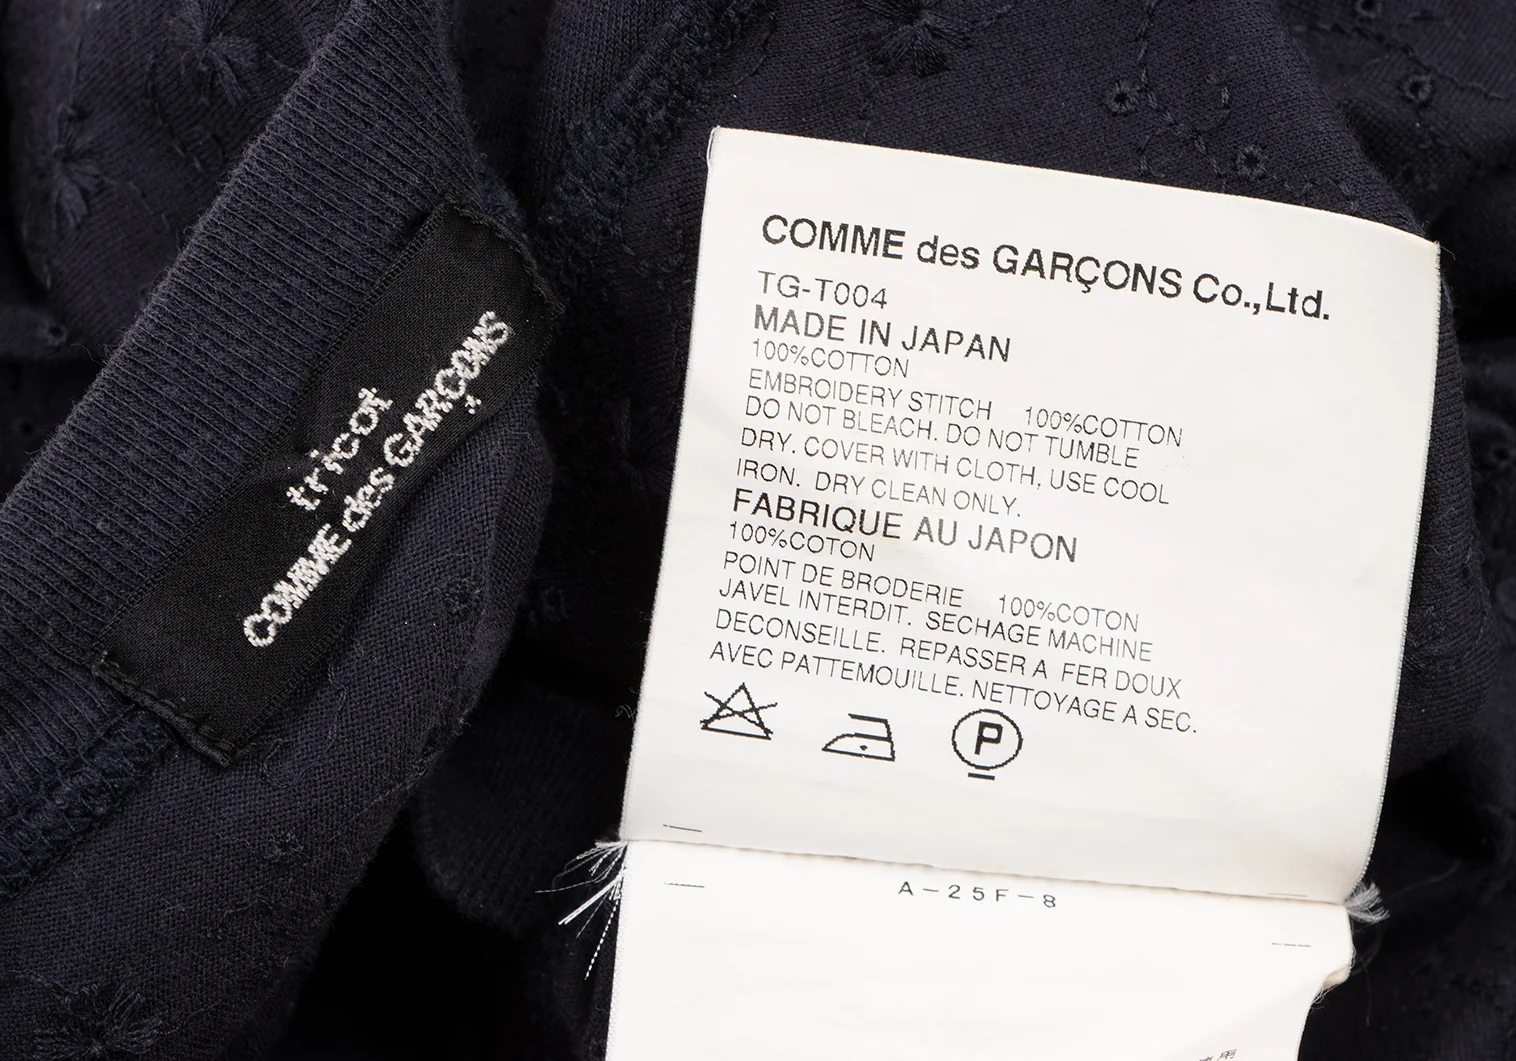 tricot
COMME des GARÇONS
COMME des GARÇONS Co.,Ltd.
TG-T004
MADE IN JAPAN
100%COTTON
EMBROIDERY STITCH 100%COTTON
DO NOT BLEACH. DO NOT TUMBLE
DRY. COVER WITH CLOTH, USE COOL
IRON. DRY CLEAN ONLY.
FABRIQUE AU JAPON
100%COTON
POINT DE BRODERIE 100%COTON
JAVEL INTERDIT. SECHAGE MACHINE
DECONSEILLE. REPASSER A FER DOUX
AVEC PATTEMOUILLE. NETTOYAGE A SEC.
P
A-25F-8